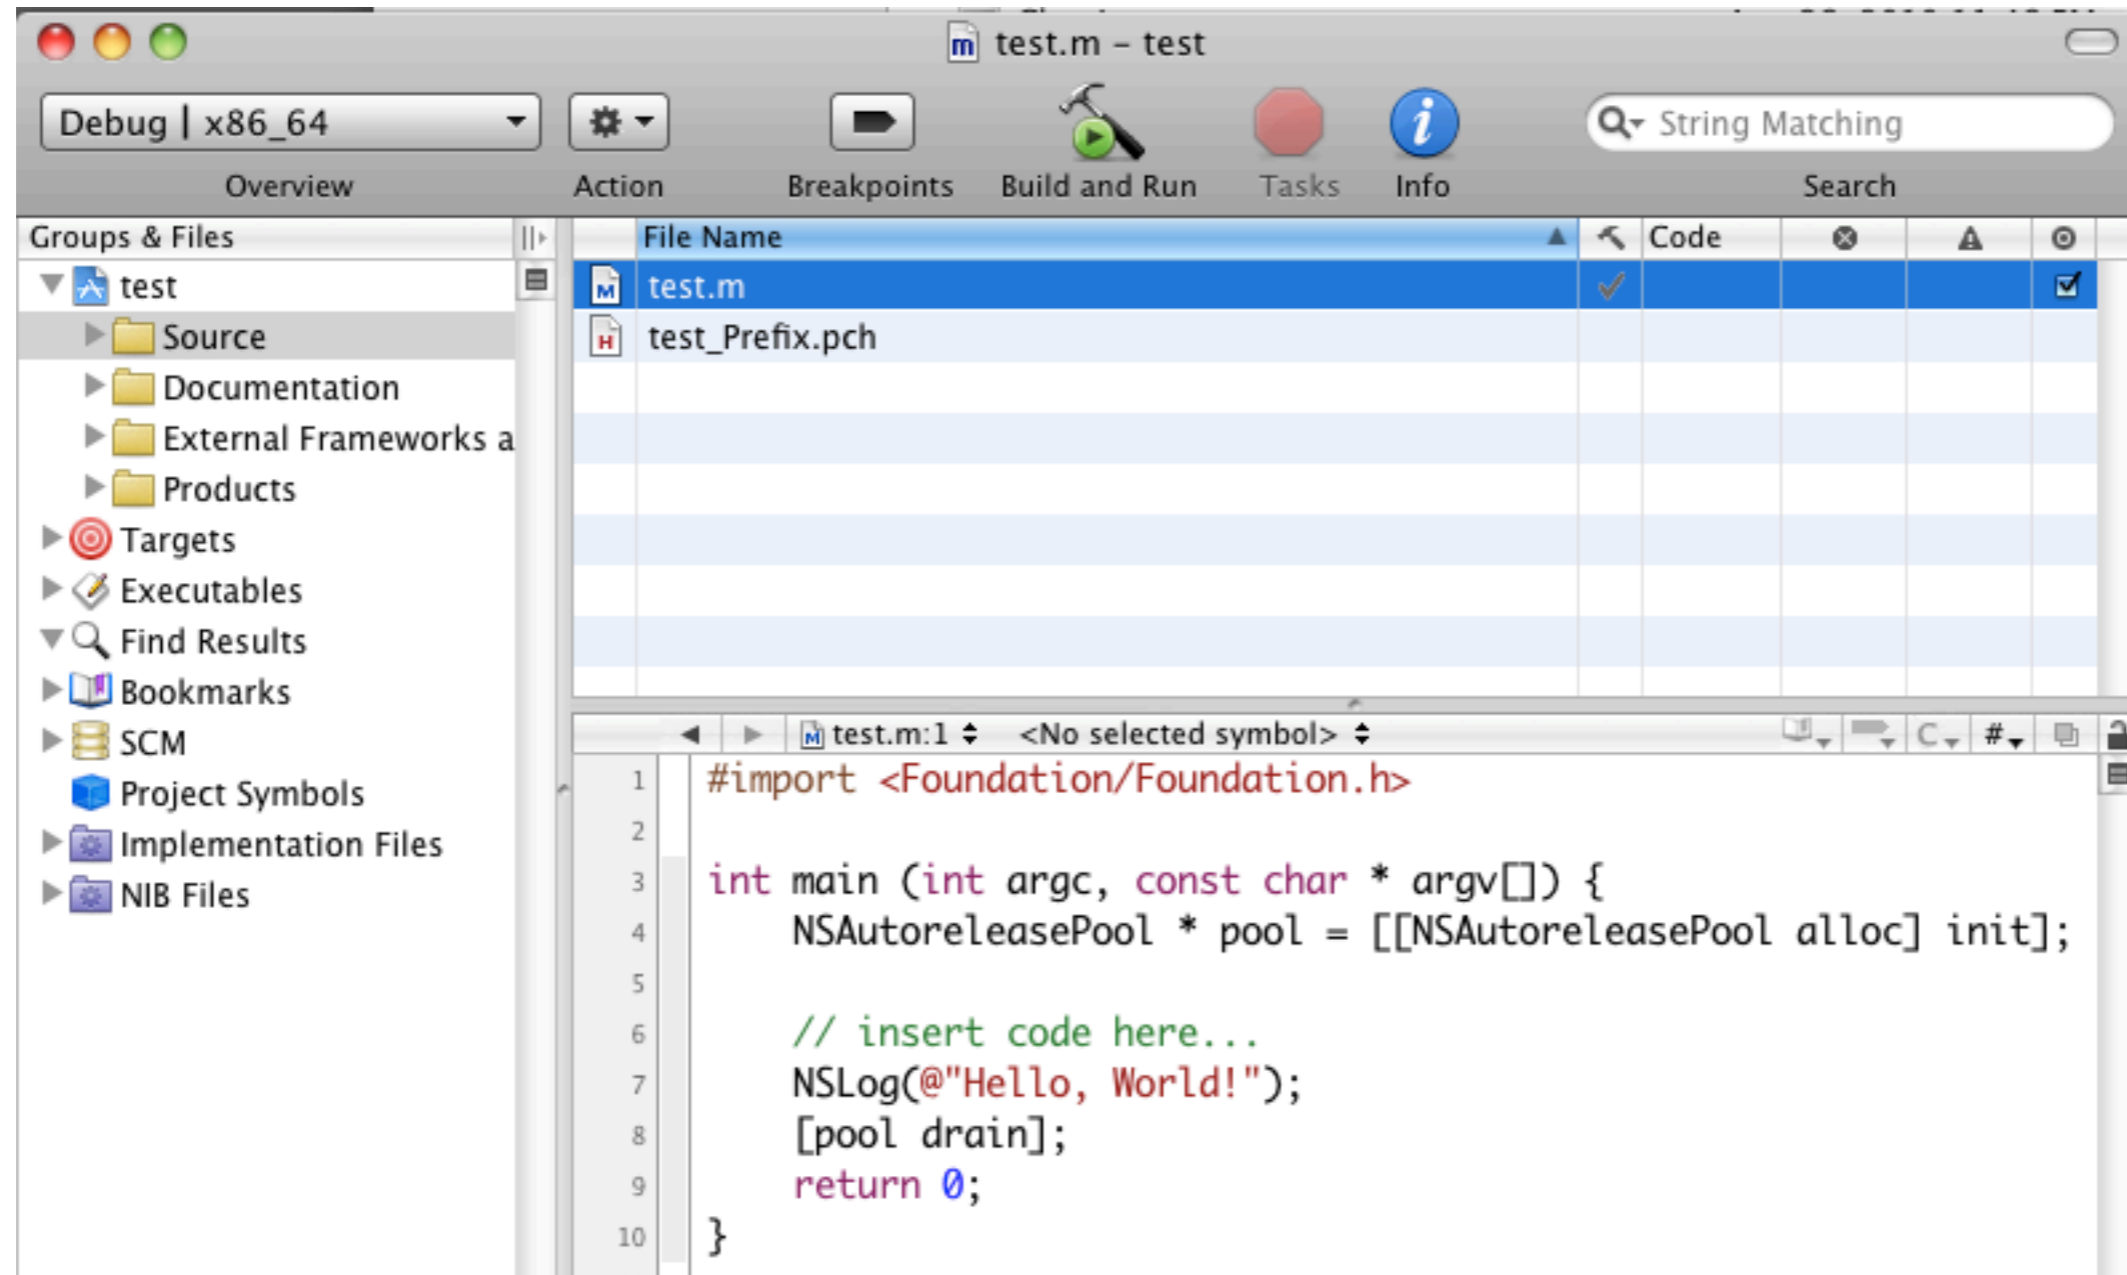 test.m – test
Debug | x86_64
String Matching
Overview
Action
Breakpoints
Build and Run
Tasks
Info
Search
Groups & Files
test
Source
Documentation
External Frameworks a
Products
Targets
Executables
Find Results
Bookmarks
SCM
Project Symbols
Implementation Files
NIB Files
File Name
Code
test.m
test_Prefix.pch
test.m:1
<No selected symbol>
C
#
1 #import <Foundation/Foundation.h>
2
3 int main (int argc, const char * argv[]) {
4 NSAutoreleasePool * pool = [[NSAutoreleasePool alloc] init];
5
6 // insert code here...
7 NSLog(@"Hello, World!");
8 [pool drain];
9 return 0;
10 }